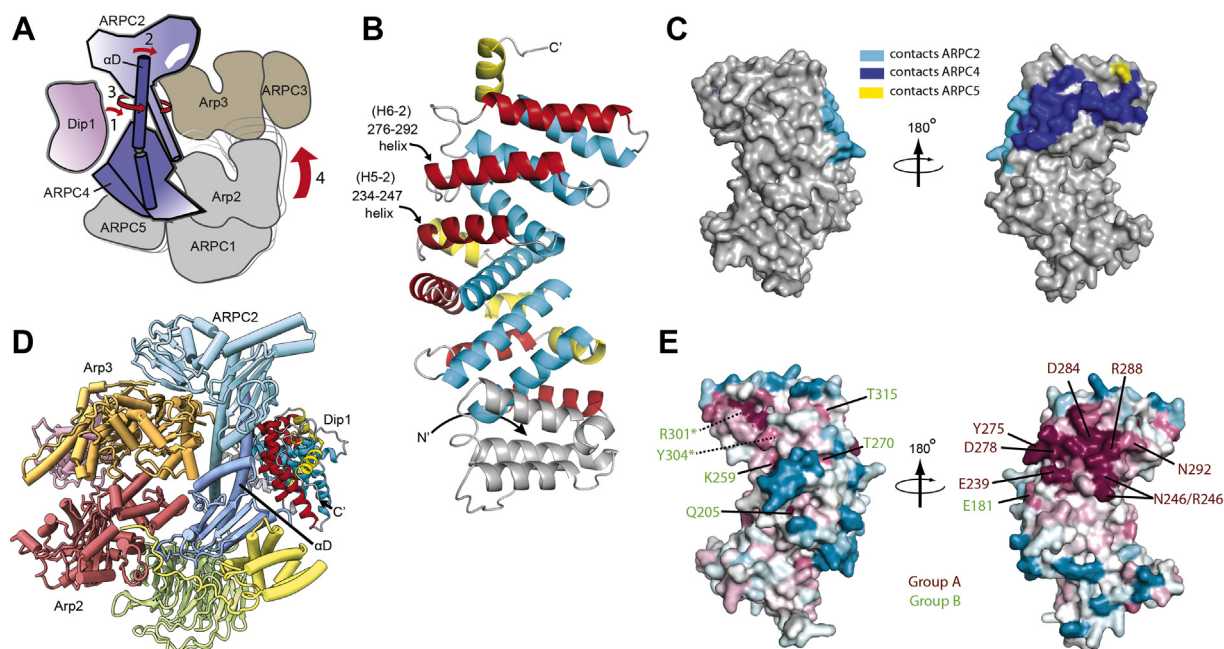 A
ARPC2
2
αD
Arp3
ARPC3
3
Dip1
1
4
ARPC4
Arp2
ARPC5
ARPC1
B
C'
(H6-2)
276-292
helix
(H5-2)
234-247
helix
N'
C
contacts ARPC2
contacts ARPC4
contacts ARPC5
180°
D
ARPC2
Arp3
Dip1
C'
αD
Arp2
E
T315
R301*
Y304*
T270
K259
Q205
180°
D284
R288
Y275
D278
N292
E239
E181
N246/R246
Group A
Group B